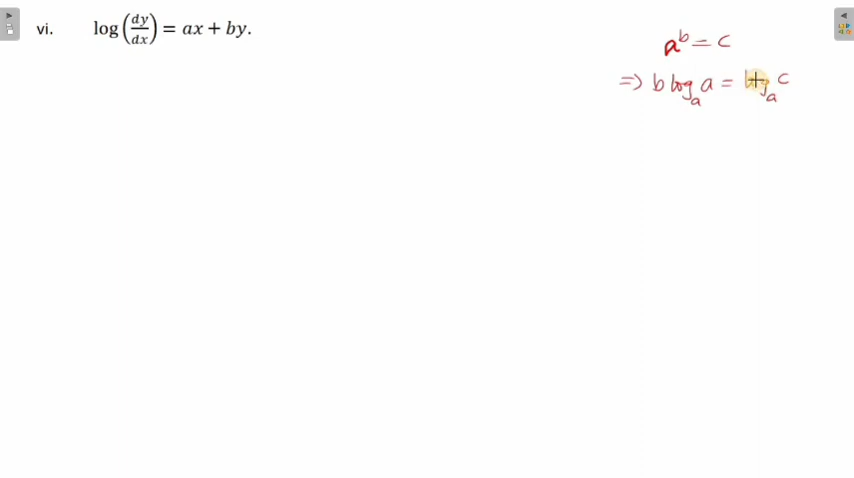 vi. log(dy/dx) = ax + by.
a^b = c
⇒ b log_a a = log_a c